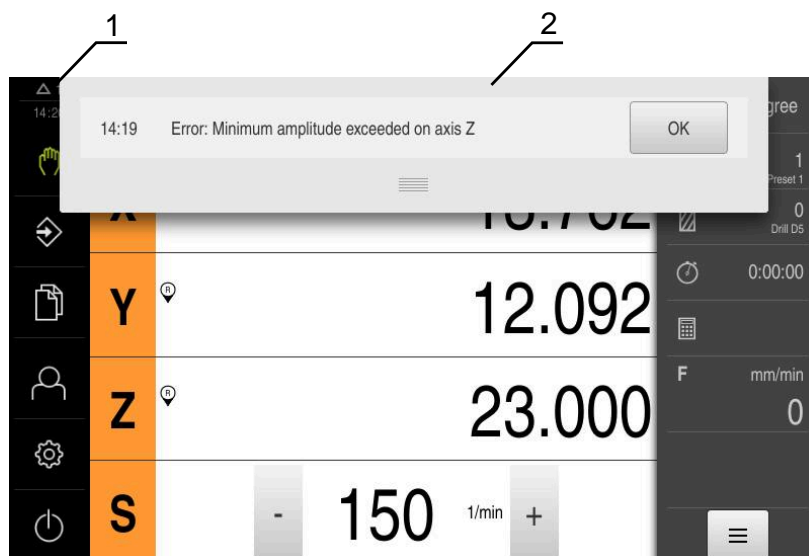 1
2
14:19 Error: Minimum amplitude exceeded on axis Z OK
1
Preset 1
0
Drill D5
0:00:00
Y R 12.092
F mm/min
Z R 23.000
0
S - 150 1/min +